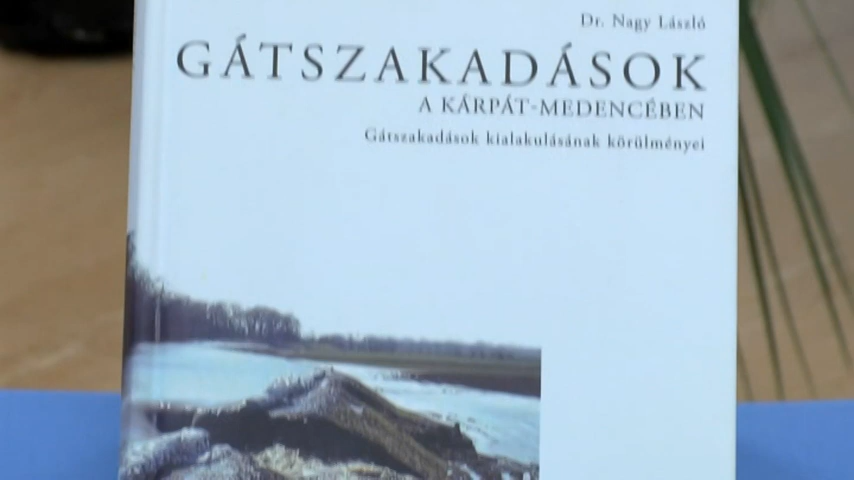 Dr. Nagy László
GÁTSZAKADÁSOK
A KÁRPÁT-MEDENCÉBEN
Gátszakadások kialakulásának körülményei